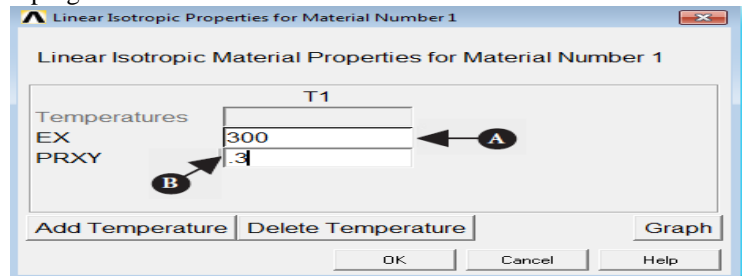 Linear Isotropic Properties for Material Number 1
Linear Isotropic Material Properties for Material Number 1
T1
Temperatures
EX 300 A
PRXY .3
B
Add Temperature Delete Temperature Graph
OK Cancel Help